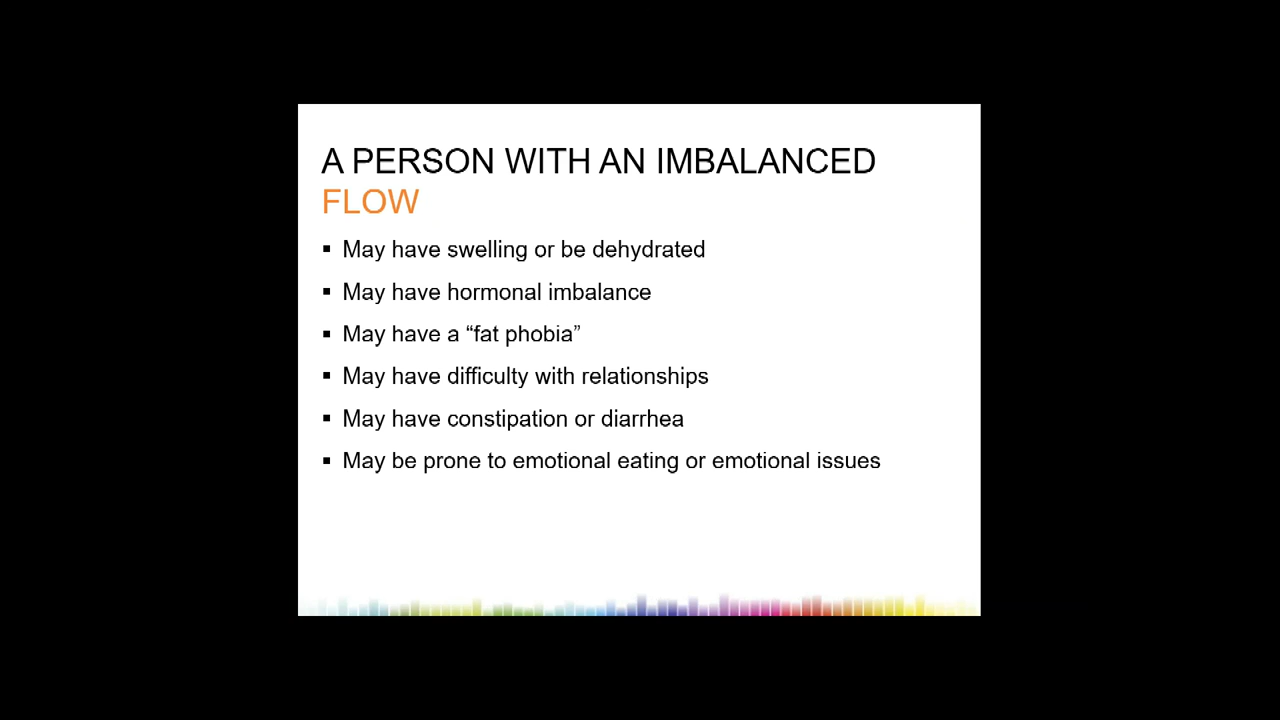 A PERSON WITH AN IMBALANCED
FLOW
▪ May have swelling or be dehydrated
▪ May have hormonal imbalance
▪ May have a “fat phobia”
▪ May have difficulty with relationships
▪ May have constipation or diarrhea
▪ May be prone to emotional eating or emotional issues